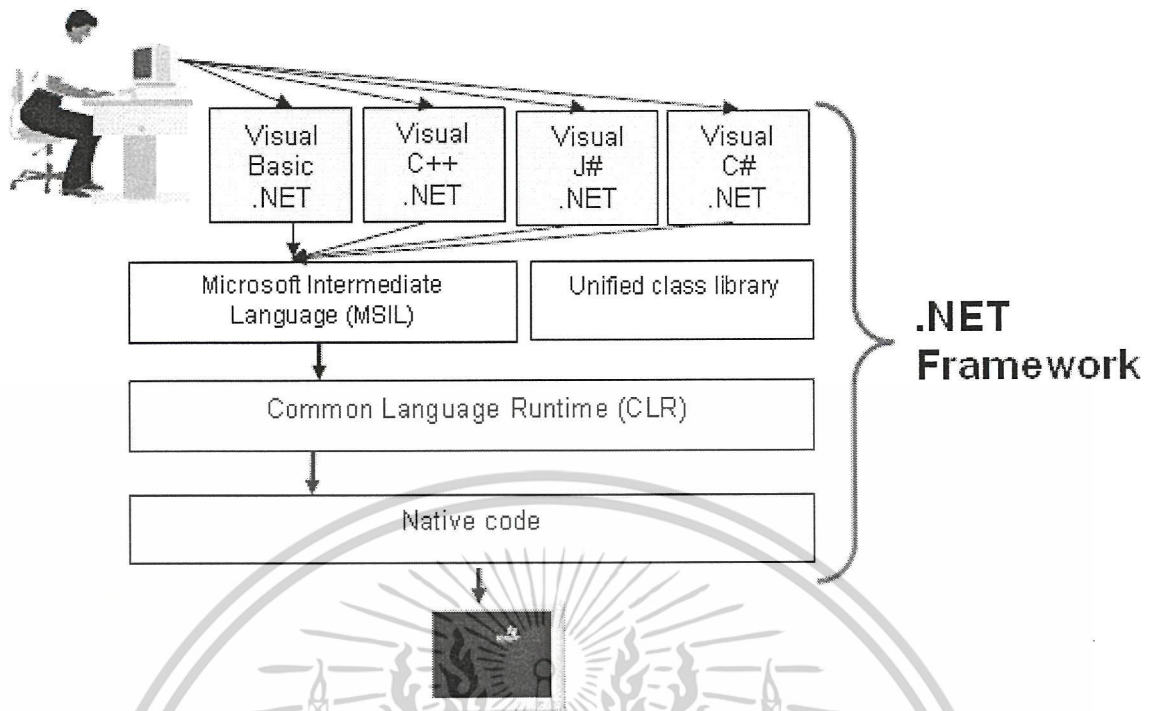 Visual
Basic
.NET
Visual
C++
.NET
Visual
J#
.NET
Visual
C#
.NET
Microsoft Intermediate
Language (MSIL)
Unified class library
.NET
Framework
Common Language Runtime (CLR)
Native code